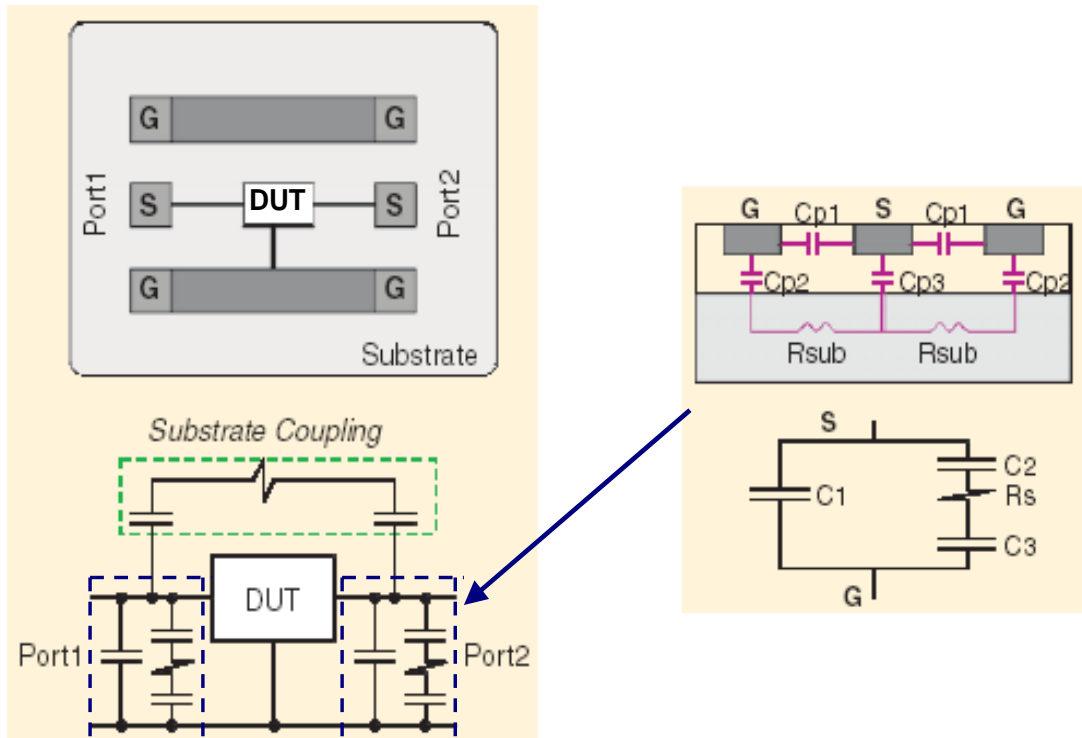 G G
Port1 S DUT S Port2
G G
Substrate
Substrate Coupling
DUT
Port1 Port2
G Cp1 S Cp1 G
Cp2 Cp3 Cp2
Rsub Rsub
S
C1 C2
Rs
C3
G